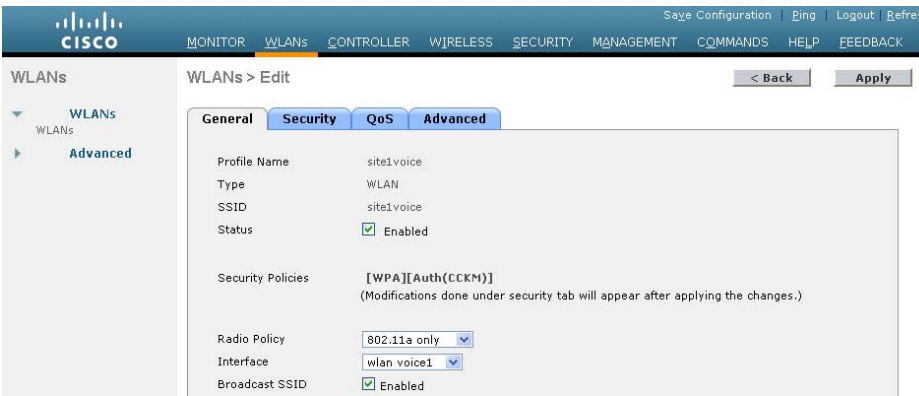 Save Configuration | Ping | Logout | Refre
CISCO
MONITOR WLANs CONTROLLER WIRELESS SECURITY MANAGEMENT COMMANDS HELP FEEDBACK
WLANs
WLANs > Edit
< Back
Apply
WLANs
WLANs
Advanced
General Security QoS Advanced
Profile Name site1voice
Type WLAN
SSID site1voice
Status Enabled
Security Policies [WPA][Auth(CCKM)]
(Modifications done under security tab will appear after applying the changes.)
Radio Policy 802.11a only
Interface wlan voice1
Broadcast SSID Enabled